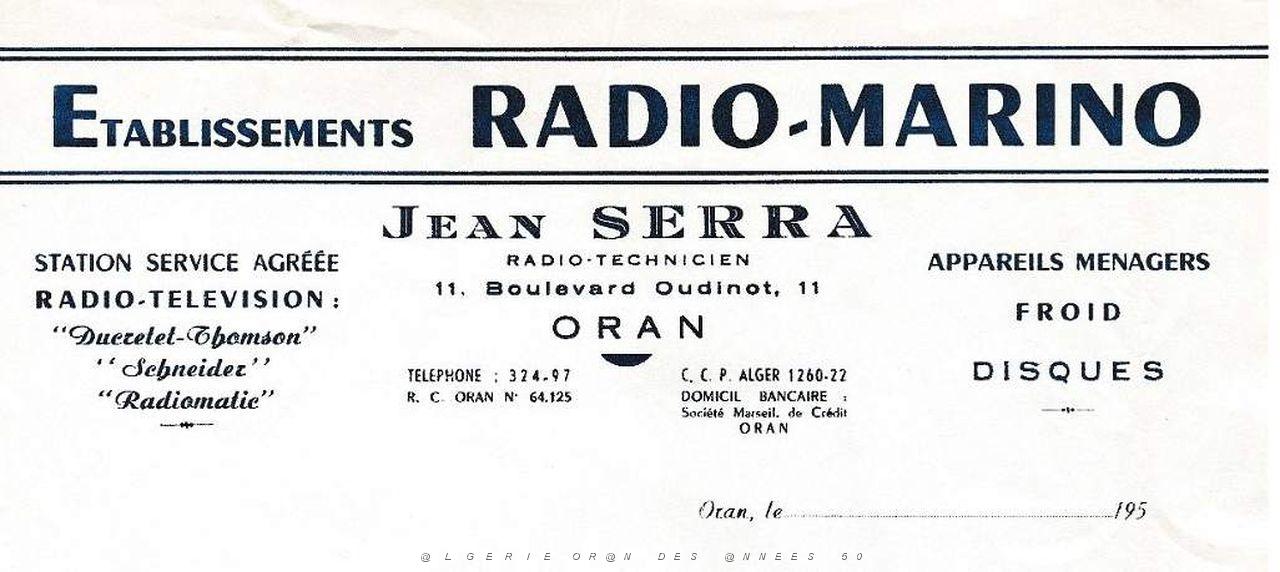 ETABLISSEMENTS RADIO-MARINO
JEAN SERRA
RADIO-TECHNICIEN
11, Boulevard Oudinot, 11
ORAN
STATION SERVICE AGRÉÊE
RADIO-TELEVISION :
"Ducretet-Thomson"
"Schneider"
"Radiomatic"
TELEPHONE : 324-97
R. C. ORAN N° 64.125
C. C. P. ALGER 1260-22
DOMICIL BANCAIRE :
Société Marseil. de Crédit
ORAN
APPAREILS MENAGERS
FROID
DISQUES
Oran, le 195
@LGERIE OR@N DES @NNEES 50